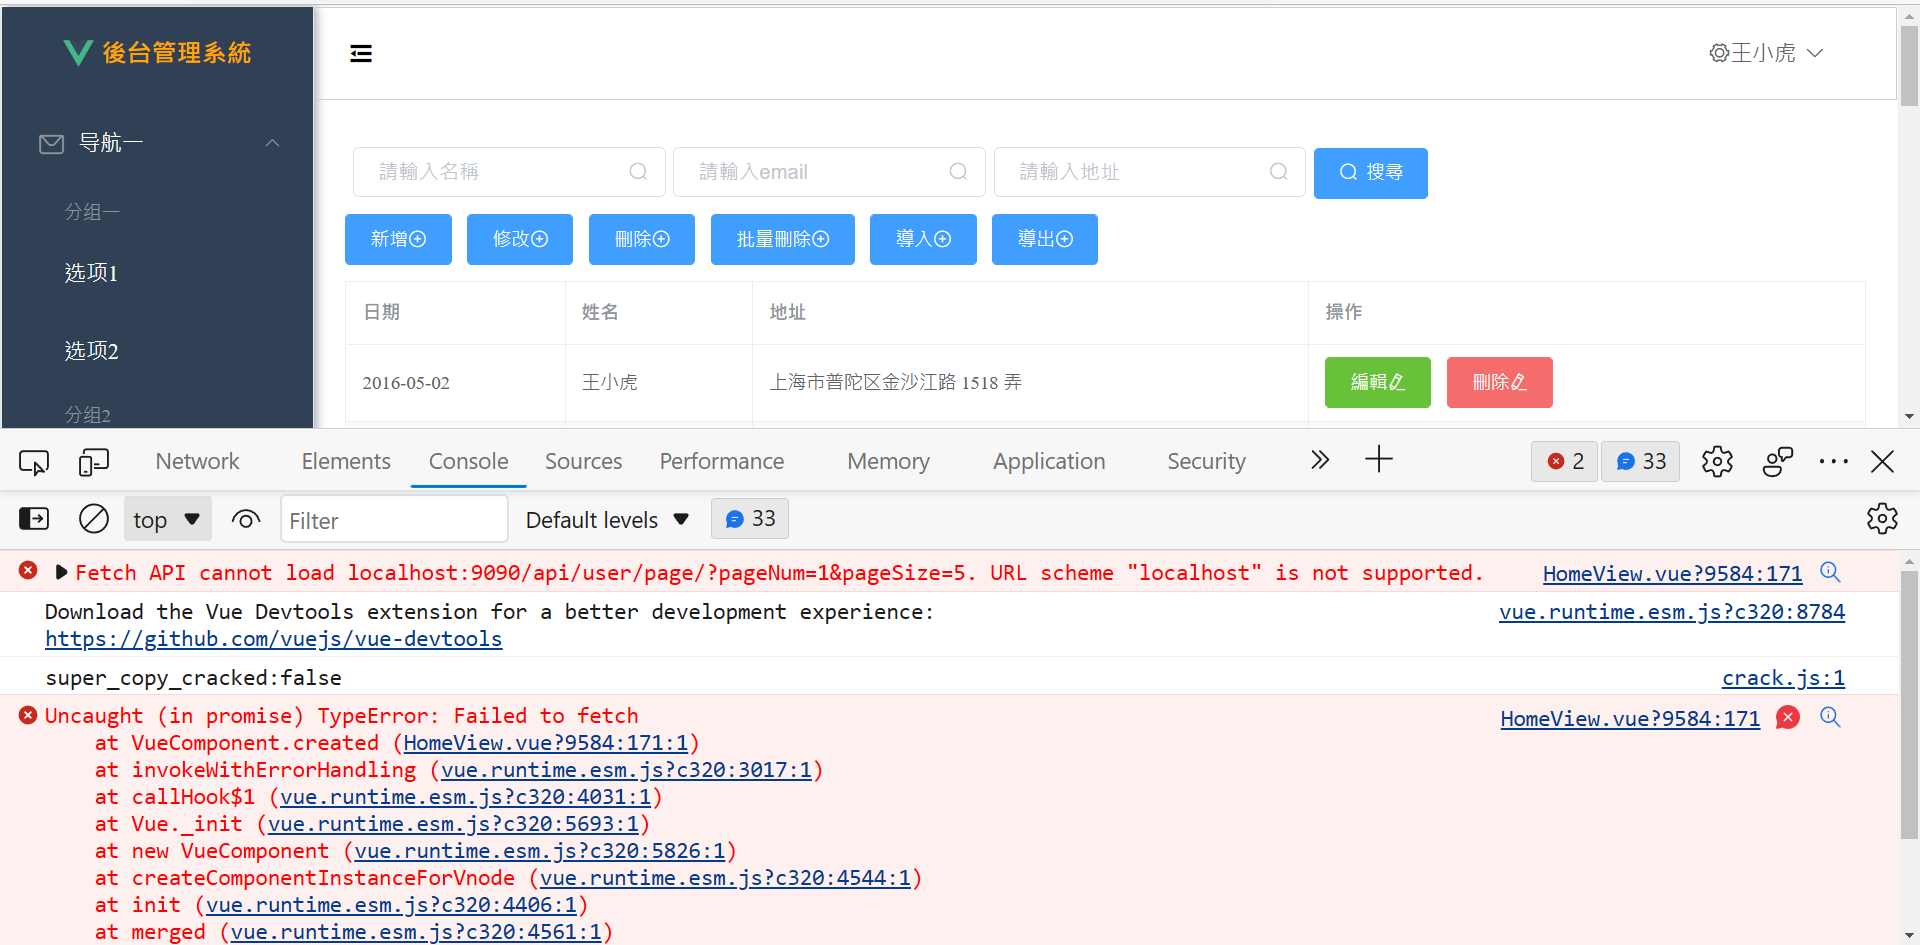 後台管理系統
王小虎
导航一
分组一
选项1
选项2
分组2
請輸入名稱
請輸入email
請輸入地址
搜尋
新增
修改
刪除
批量刪除
導入
導出
日期 姓名 地址 操作
2016-05-02 王小虎 上海市普陀区金沙江路 1518 弄 編輯 刪除
Network Elements Console Sources Performance Memory Application Security 2 33
top Filter Default levels 33
Fetch API cannot load localhost:9090/api/user/page/?pageNum=1&pageSize=5. URL scheme "localhost" is not supported. HomeView.vue?9584:171
Download the Vue Devtools extension for a better development experience: vue.runtime.esm.js?c320:8784
https://github.com/vuejs/vue-devtools
super_copy_cracked:false crack.js:1
Uncaught (in promise) TypeError: Failed to fetch HomeView.vue?9584:171
at VueComponent.created (HomeView.vue?9584:171:1)
at invokeWithErrorHandling (vue.runtime.esm.js?c320:3017:1)
at callHook$1 (vue.runtime.esm.js?c320:4031:1)
at Vue._init (vue.runtime.esm.js?c320:5693:1)
at new VueComponent (vue.runtime.esm.js?c320:5826:1)
at createComponentInstanceForVnode (vue.runtime.esm.js?c320:4544:1)
at init (vue.runtime.esm.js?c320:4406:1)
at merged (vue.runtime.esm.js?c320:4561:1)